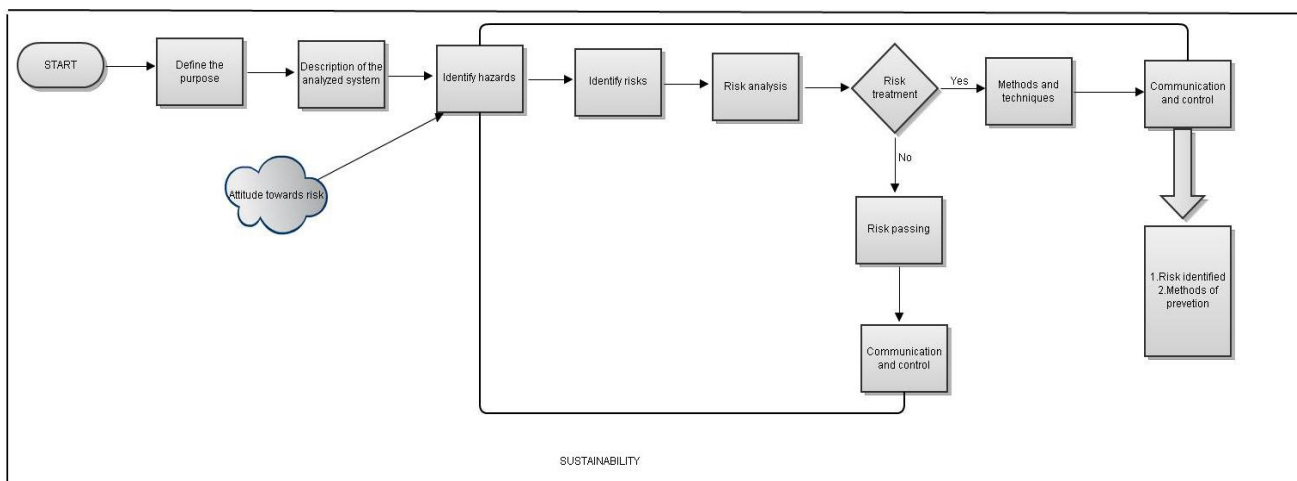 START
Define the
purpose
Description of the
analyzed system
Identify hazards
Identify risks
Risk analysis
Risk
treatment
Yes
Methods and
techniques
Communication
and control
No
Attitude towards risk
Risk passing
1.Risk identified
2.Methods of
prevetion
Communication
and control
SUSTAINABILITY